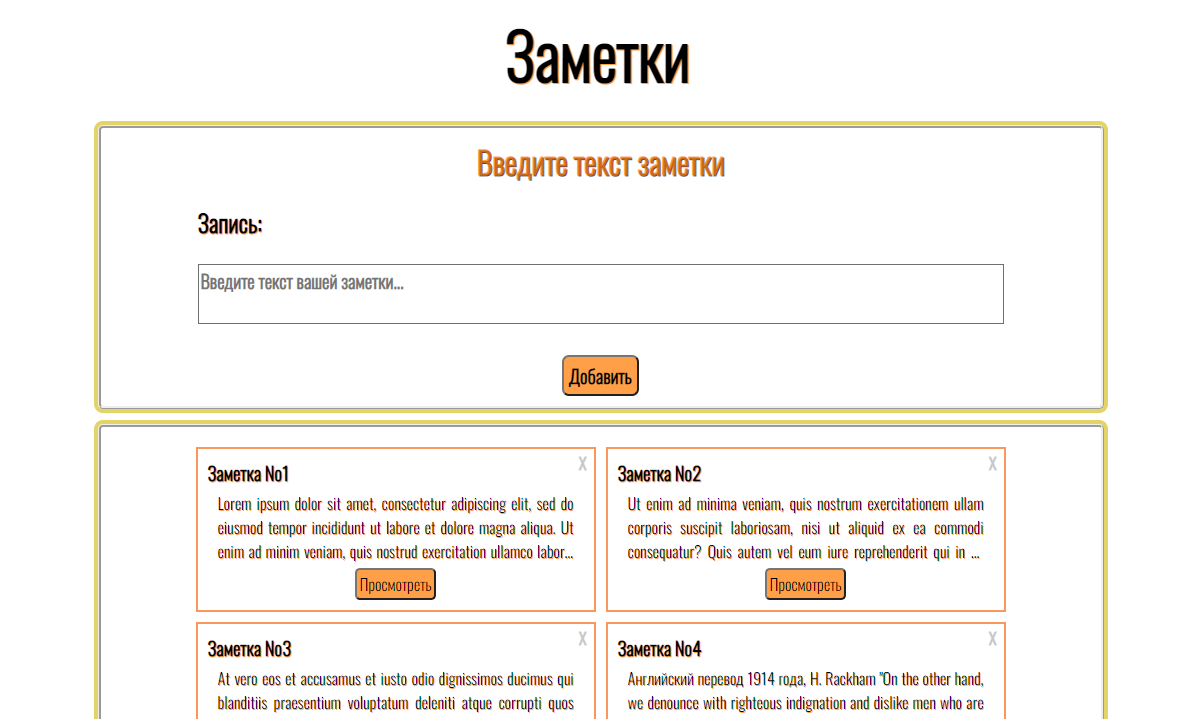 Заметки
Введите текст заметки
Запись:
Введите текст вашей заметки...
Добавить
Заметка №1
X
Lorem ipsum dolor sit amet, consectetur adipiscing elit, sed do
eiusmod tempor incididunt ut labore et dolore magna aliqua. Ut
enim ad minim veniam, quis nostrud exercitation ullamco labor...
Просмотреть
Заметка №2
X
Ut enim ad minima veniam, quis nostrum exercitationem ullam
corporis suscipit laboriosam, nisi ut aliquid ex ea commodi
consequatur? Quis autem vel eum iure reprehenderit qui in ...
Просмотреть
Заметка №3
X
At vero eos et accusamus et iusto odio dignissimos ducimus qui
blanditiis praesentium voluptatum deleniti atque corrupti quos
Заметка №4
X
Английский перевод 1914 года, H. Rackham "On the other hand,
we denounce with righteous indignation and dislike men who are